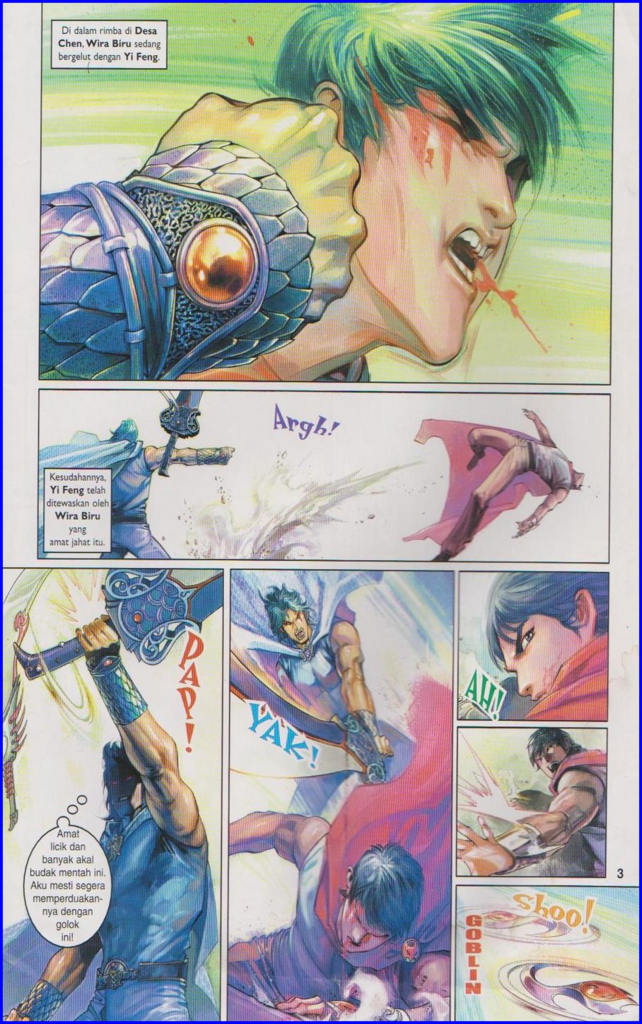 Di dalam rimba di Desa
Chen, Wira Biru sedang
bergelut dengan Yi Feng.
Argh!
Kesudahannya,
Yi Feng telah
ditewaskan oleh
Wira Biru
yang
amat jahat itu.
PAP!
YAK!
AH!
Amat
licik dan
banyak akal
budak mentah ini.
Aku mesti segera
memperduakan-
nya dengan
golok
ini!
3
Shoo!
GOBLIN